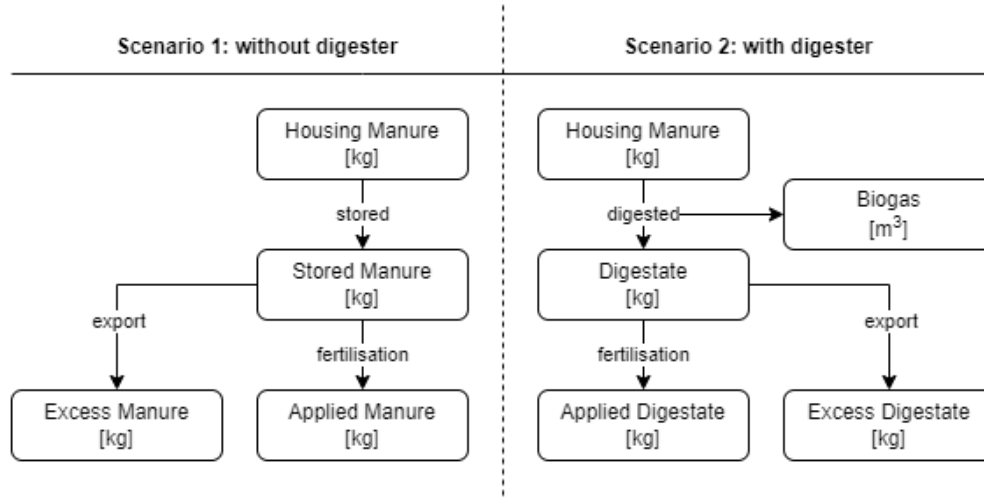 Scenario 1: without digester
Housing Manure
[kg]
stored
Stored Manure
[kg]
export
fertilisation
Excess Manure
[kg]
Applied Manure
[kg]
Scenario 2: with digester
Housing Manure
[kg]
digested
Biogas
[m³]
Digestate
[kg]
fertilisation
export
Applied Digestate
[kg]
Excess Digestate
[kg]